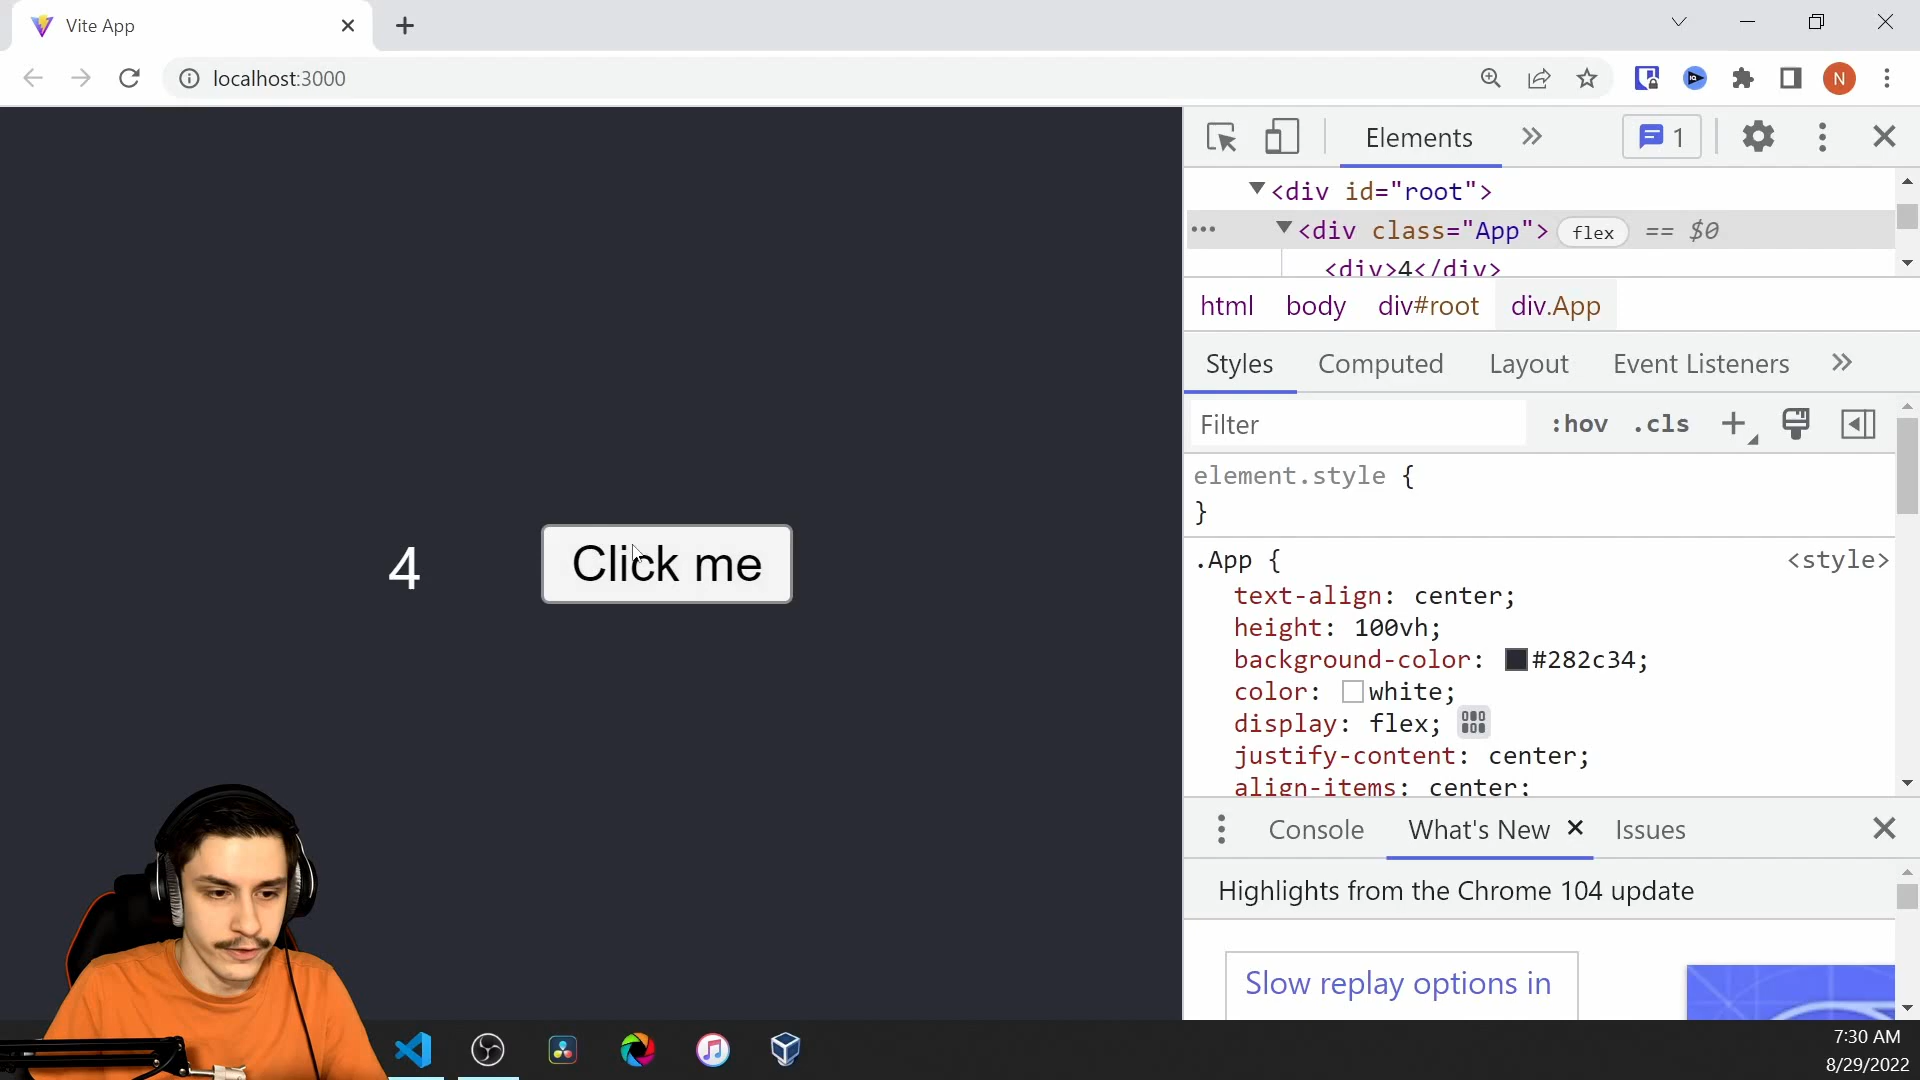 Vite App
localhost:3000
N
Elements
1
<div id="root">
<div class="App"> flex == $0
<div>4</div>
html body div#root div.App
Styles Computed Layout Event Listeners
Filter :hov .cls
element.style {
}
.App { <style>
text-align: center;
height: 100vh;
background-color: #282c34;
color: white;
display: flex;
justify-content: center;
align-items: center;
4 Click me
Console What's New Issues
Highlights from the Chrome 104 update
Slow replay options in
7:30 AM
8/29/2022